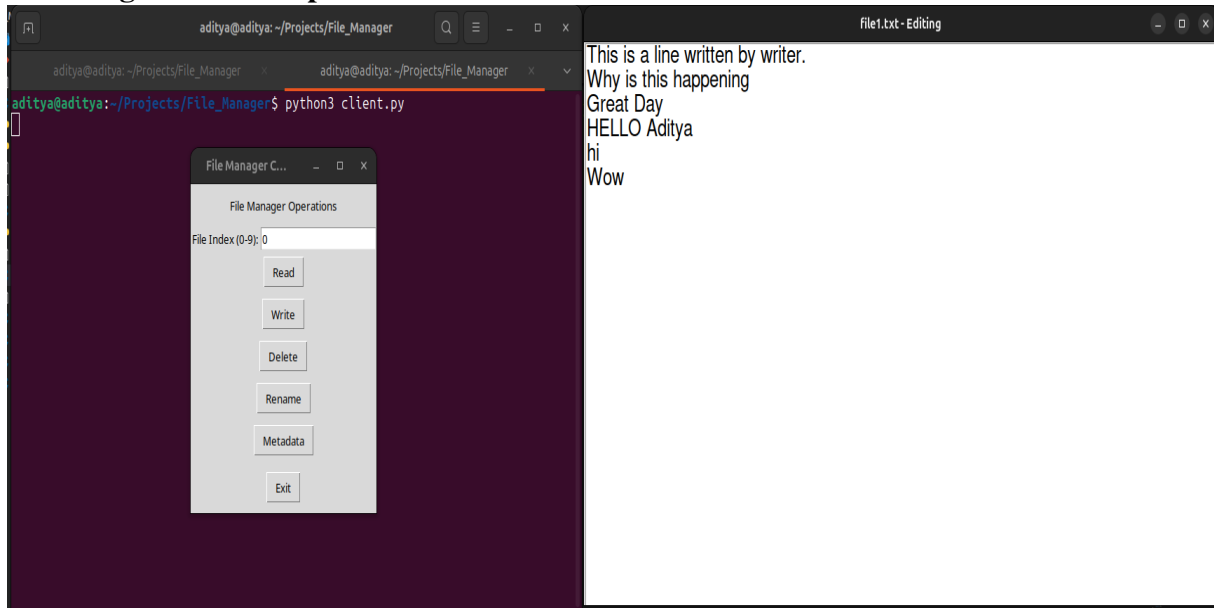 aditya@aditya: ~/Projects/File_Manager
aditya@aditya: ~/Projects/File_Manager × aditya@aditya: ~/Projects/File_Manager ×
aditya@aditya:~/Projects/File_Manager$ python3 client.py
File Manager C...
File Manager Operations
File Index (0-9): 0
Read
Write
Delete
Rename
Metadata
Exit
file1.txt - Editing
This is a line written by writer.
Why is this happening
Great Day
HELLO Aditya
hi
Wow